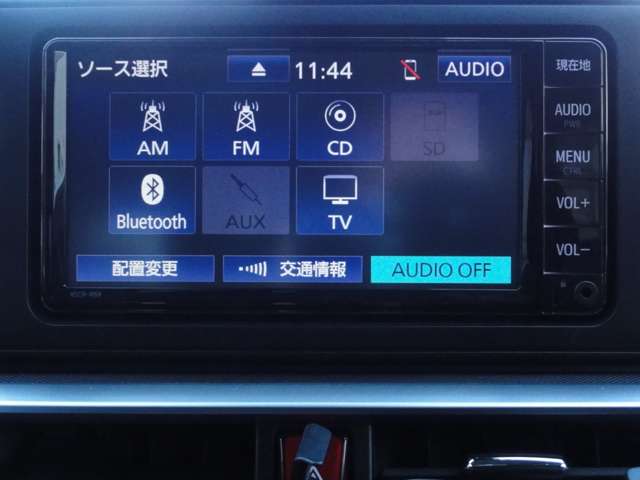 ソース選択
11:44
AUDIO
AM
FM
CD
SD
Bluetooth
AUX
TV
配置変更
交通情報
AUDIO OFF
現在地
AUDIO
PWR
MENU
CTRL
VOL+
VOL−